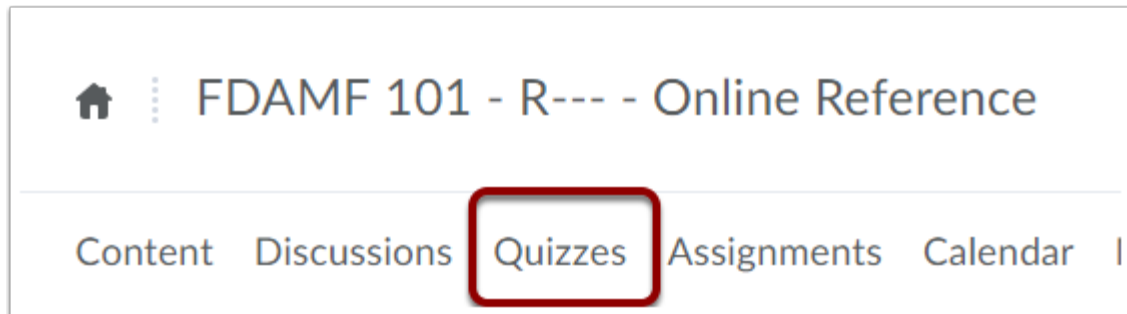 FDAMF 101 - R--- - Online Reference
Content Discussions Quizzes Assignments Calendar